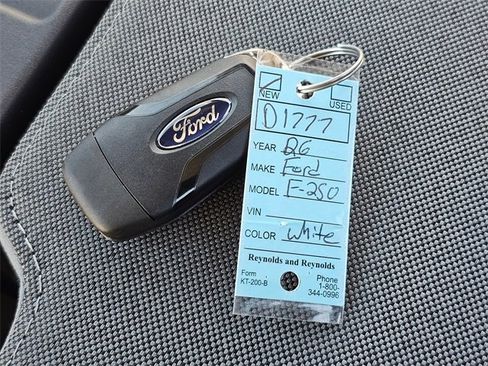 Ford
NEW USED
D1777
YEAR 26
MAKE Ford
MODEL F-250
VIN
COLOR White
Reynolds and Reynolds
Form
KT-200-B
Phone
1-800-
344-0996